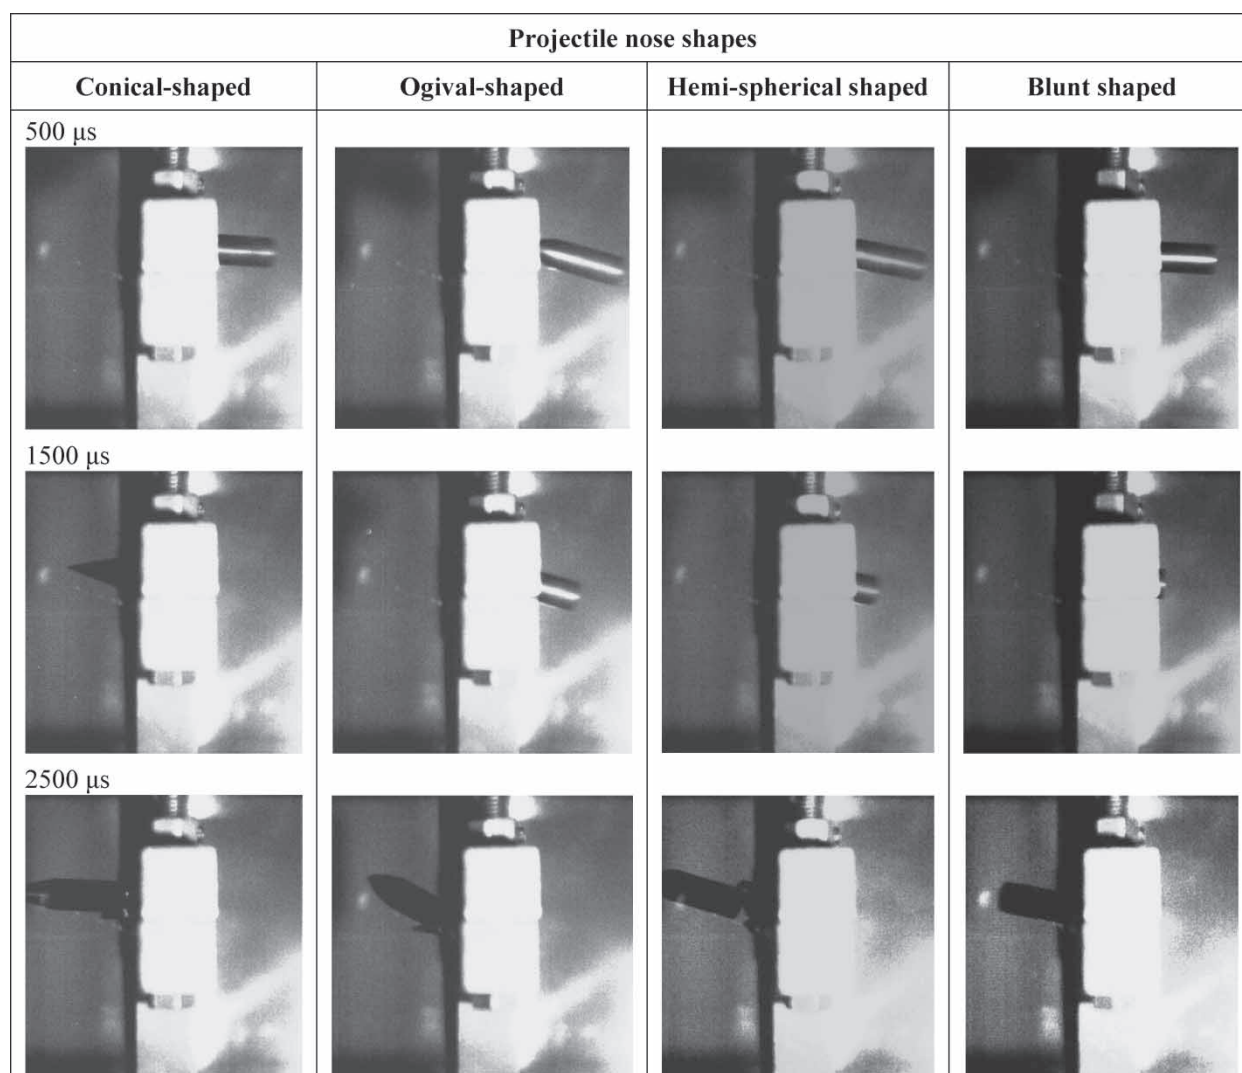 Projectile nose shapes
Conical-shaped
Ogival-shaped
Hemi-spherical shaped
Blunt shaped
500 μs
1500 μs
2500 μs